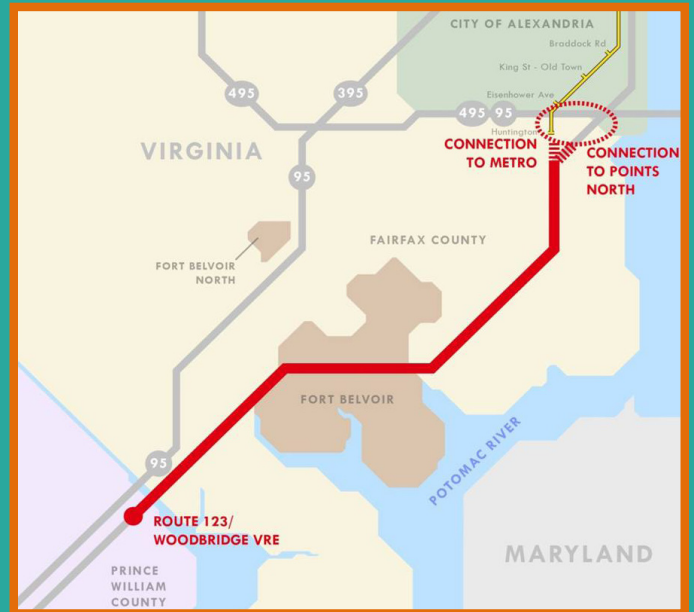 CITY OF ALEXANDRIA
Braddock Rd
King St - Old Town
Eisenhower Ave
495
395
495
95
Huntington
CONNECTION
TO METRO
CONNECTION
TO POINTS
NORTH
VIRGINIA
95
FAIRFAX COUNTY
FORT BELVOIR
NORTH
FORT BELVOIR
POTOMAC RIVER
95
ROUTE 123/
WOODBRIDGE VRE
MARYLAND
PRINCE
WILLIAM
COUNTY